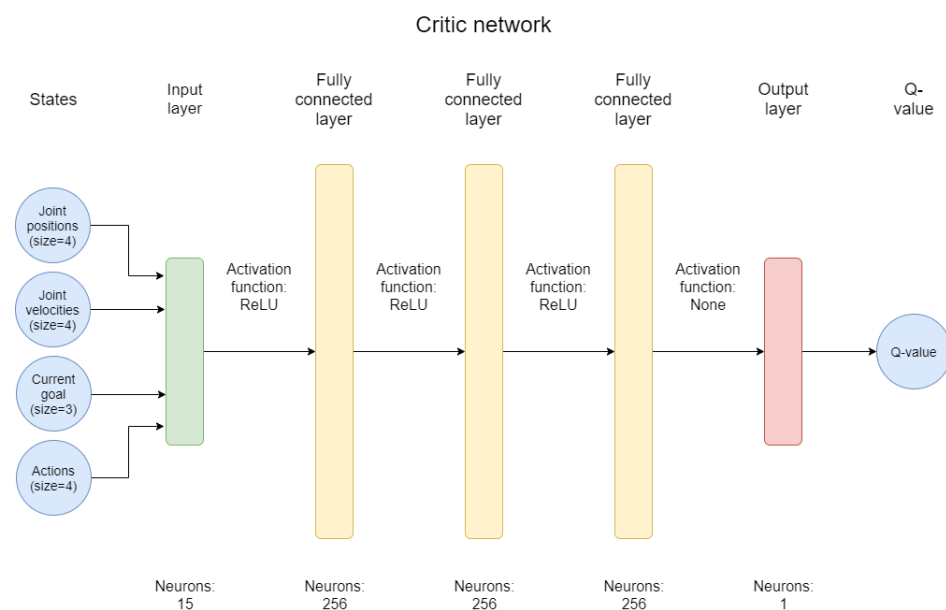 Critic network
States
Input
layer
Fully
connected
layer
Fully
connected
layer
Fully
connected
layer
Output
layer
Q-
value
Joint
positions
(size=4)
Joint
velocities
(size=4)
Current
goal
(size=3)
Actions
(size=4)
Activation
function:
ReLU
Activation
function:
ReLU
Activation
function:
ReLU
Activation
function:
None
Q-value
Neurons:
15
Neurons:
256
Neurons:
256
Neurons:
256
Neurons:
1